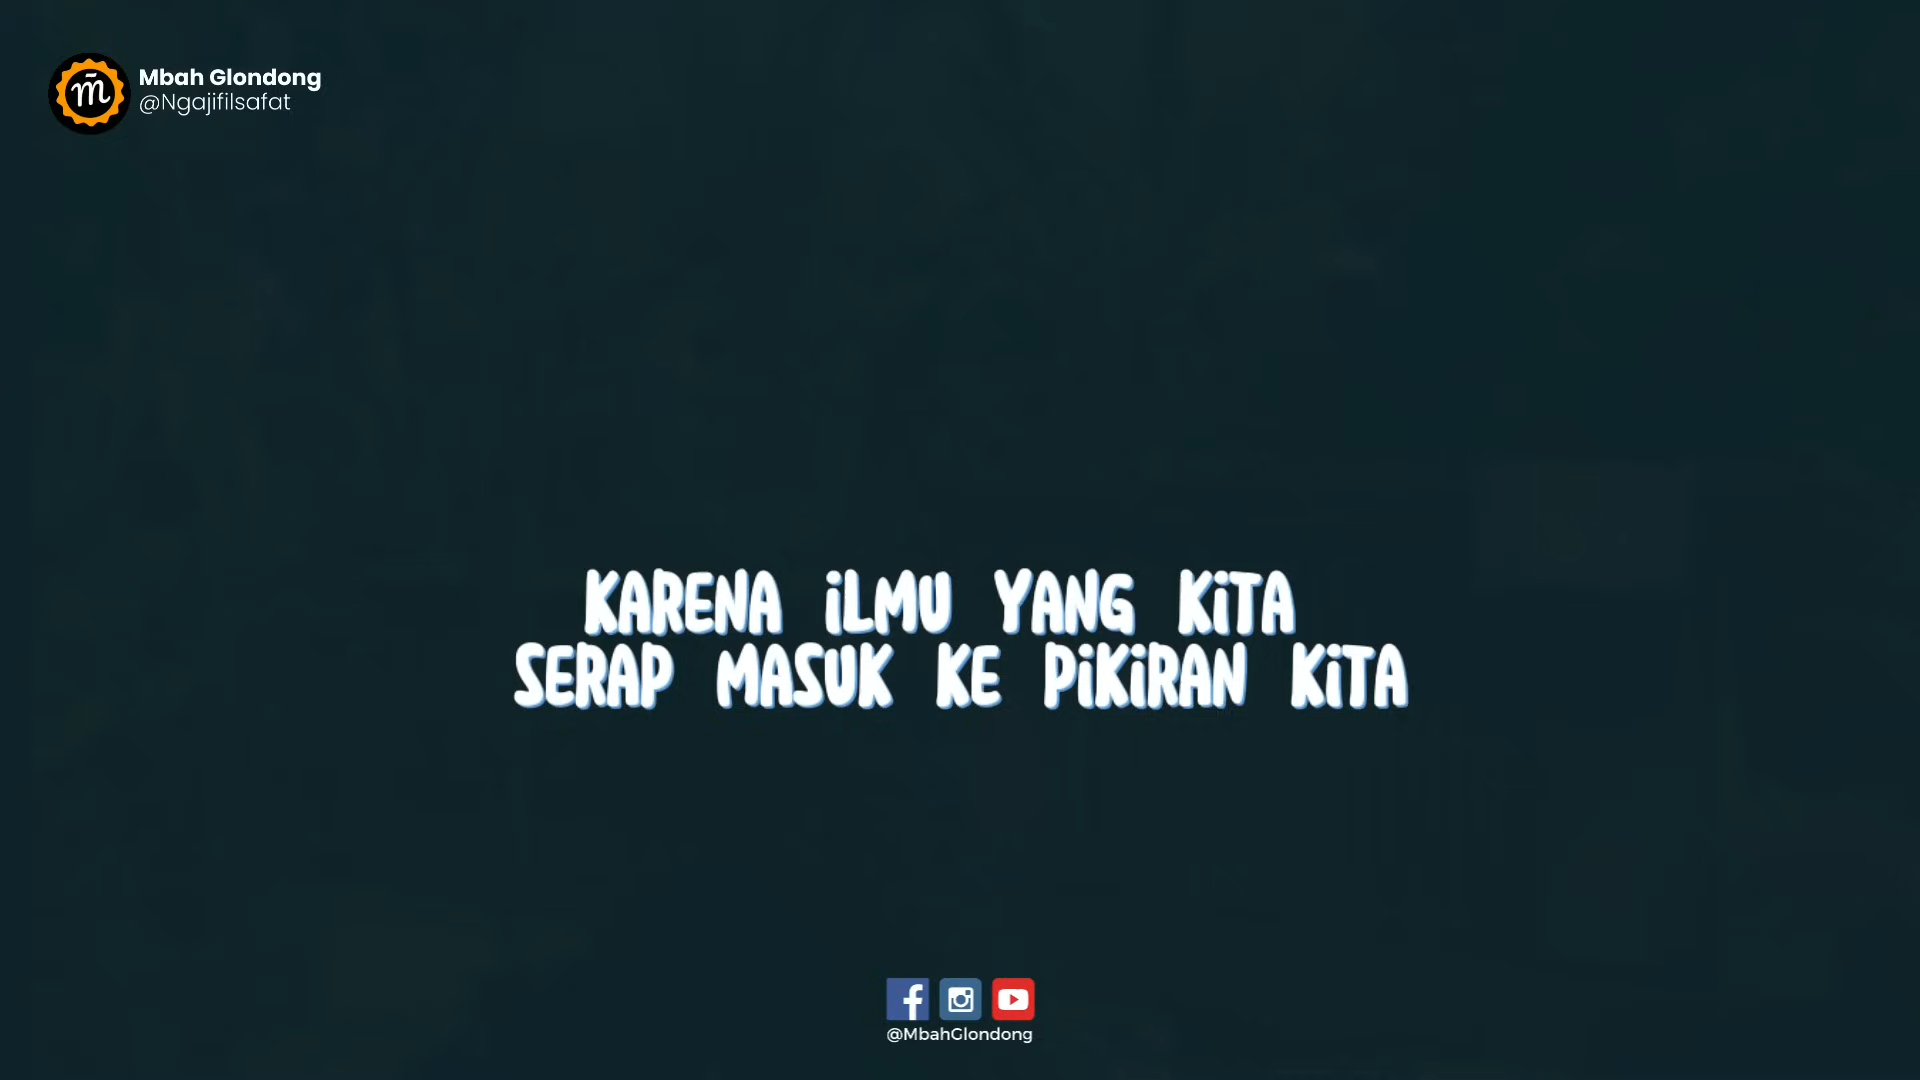 m̄
Mbah Glondong
@Ngajifilsafat
KARENA iLMU YANG KiTA
SERAP MASUK KE PiKiRAN KiTA
@MbahGlondong